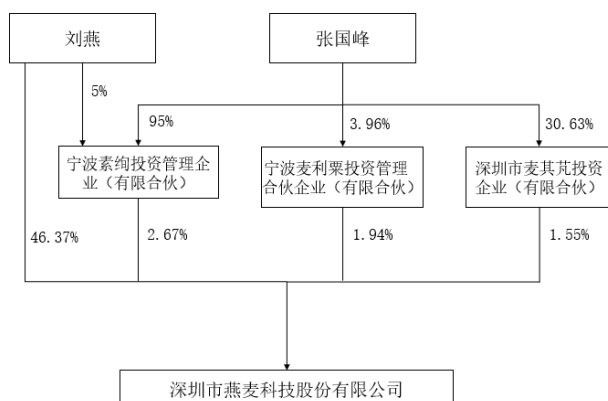 刘燕
张国峰
5%
95%
3.96%
30.63%
宁波素绚投资管理企
业（有限合伙）
宁波麦利粟投资管理
合伙企业（有限合伙）
深圳市麦其芃投资
企业（有限合伙）
46.37%
2.67%
1.94%
1.55%
深圳市燕麦科技股份有限公司